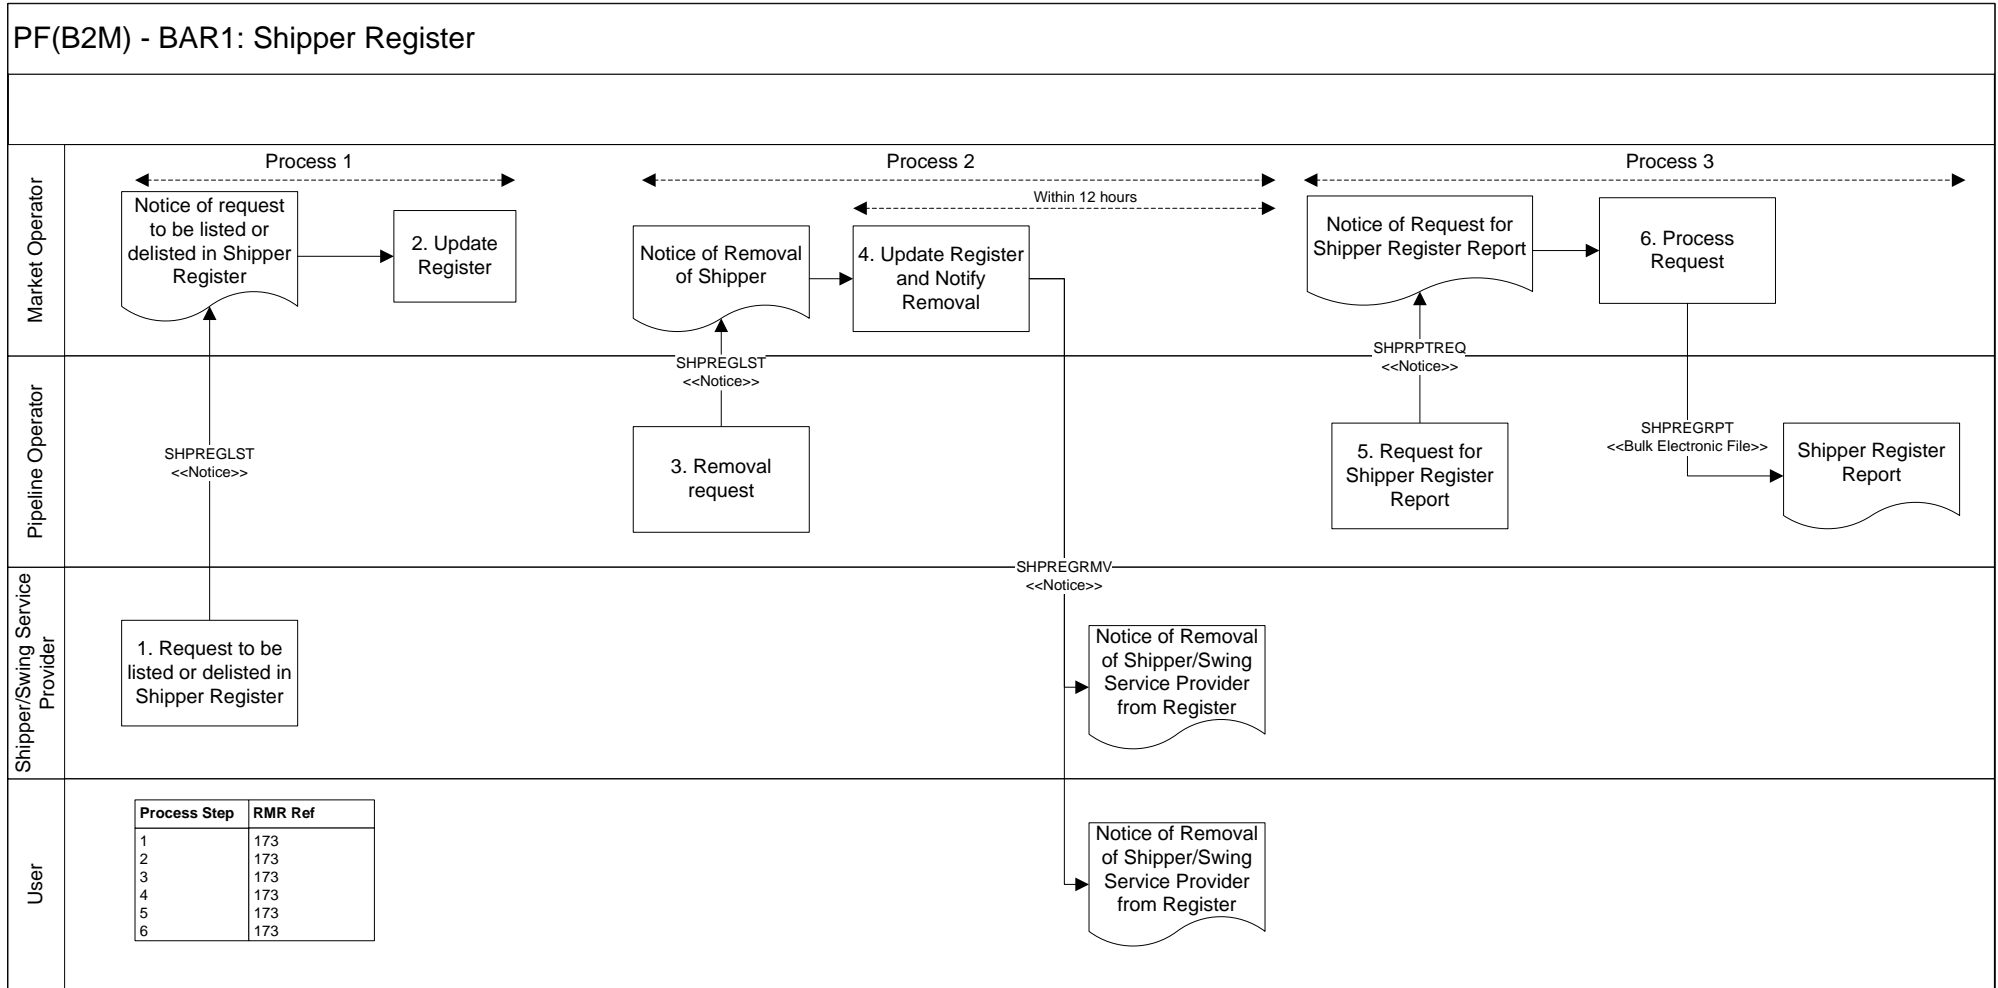 PF(B2M) - BAR1: Shipper Register
Market Operator
Process 1
Notice of request
to be listed or
delisted in Shipper
Register
2. Update
Register
Process 2
Within 12 hours
Notice of Removal
of Shipper
4. Update Register
and Notify
Removal
Process 3
Notice of Request for
Shipper Register Report
6. Process
Request
Pipeline Operator
SHPREGLST
<<Notice>>
SHPREGLST
<<Notice>>
3. Removal
request
SHPRPTREQ
<<Notice>>
5. Request for
Shipper Register
Report
SHPREGRPT
<<Bulk Electronic File>>
Shipper Register
Report
Shipper/Swing Service
Provider
1. Request to be
listed or delisted in
Shipper Register
SHPREGRMV
<<Notice>>
Notice of Removal
of Shipper/Swing
Service Provider
from Register
User
Process Step RMR Ref
1 173
2 173
3 173
4 173
5 173
6 173
Notice of Removal
of Shipper/Swing
Service Provider
from Register